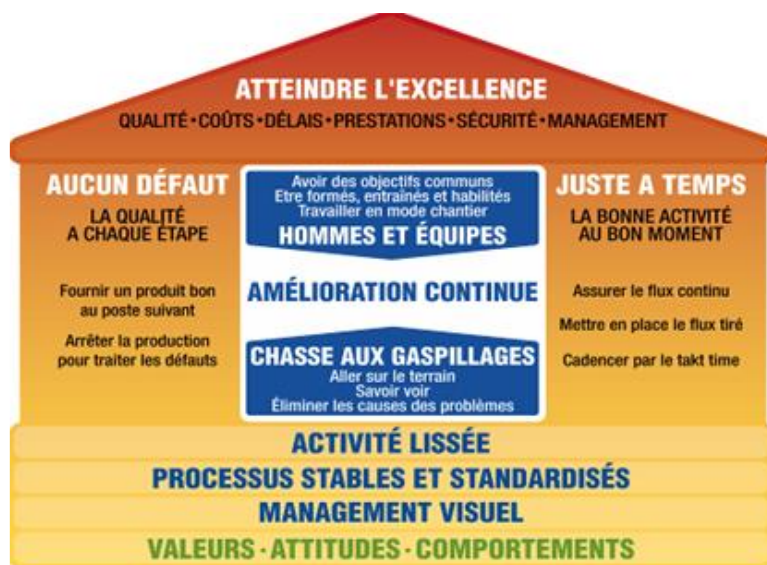 ATTEINDRE L'EXCELLENCE
QUALITÉ•COÛTS•DÉLAIS•PRESTATIONS•SÉCURITÉ•MANAGEMENT
AUCUN DÉFAUT
LA QUALITÉ
A CHAQUE ÉTAPE
Fournir un produit bon
au poste suivant
Arrêter la production
pour traiter les défauts
Avoir des objectifs communs
Etre formés, entraînés et habilités
Travailler en mode chantier
HOMMES ET ÉQUIPES
AMÉLIORATION CONTINUE
CHASSE AUX GASPILLAGES
Aller sur le terrain
Savoir voir
Éliminer les causes des problèmes
JUSTE A TEMPS
LA BONNE ACTIVITÉ
AU BON MOMENT
Assurer le flux continu
Mettre en place le flux tiré
Cadencer par le takt time
ACTIVITÉ LISSÉE
PROCESSUS STABLES ET STANDARDISÉS
MANAGEMENT VISUEL
VALEURS·ATTITUDES·COMPORTEMENTS